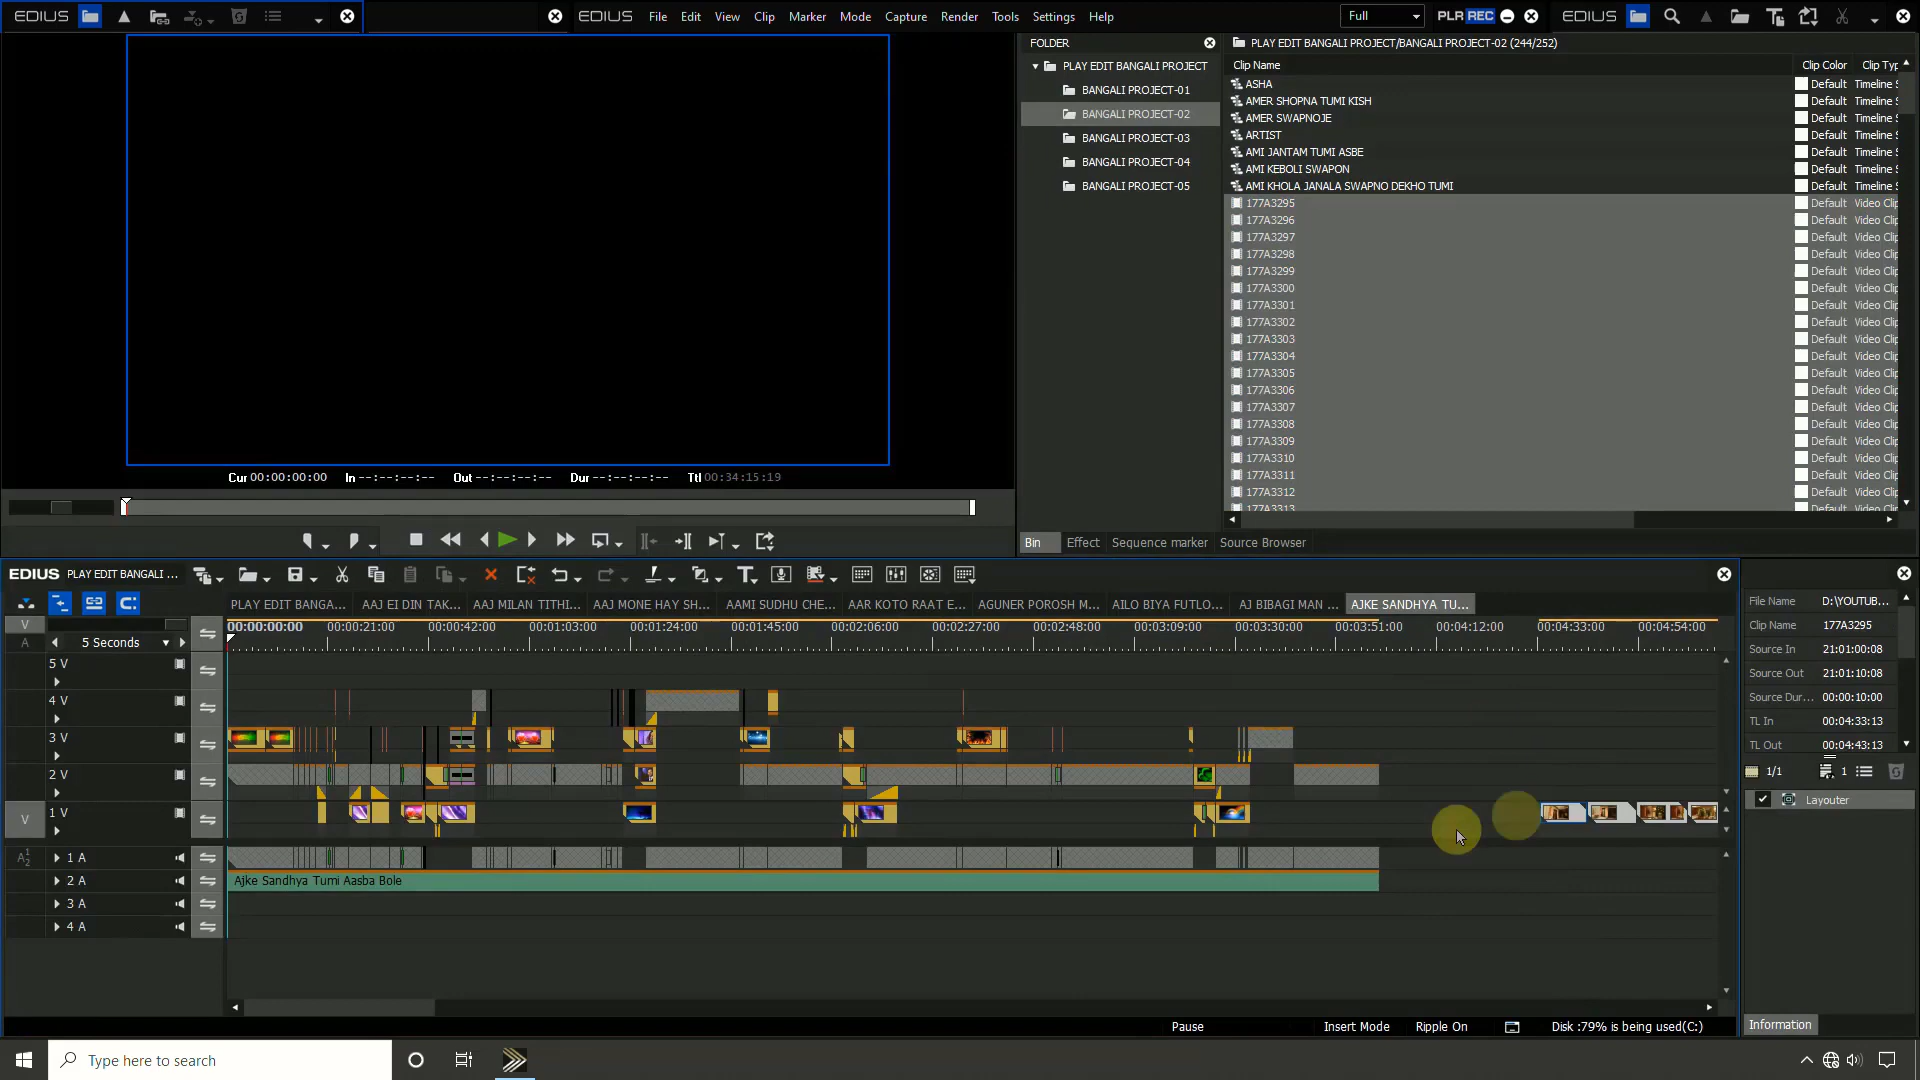 EDIUS
EDIUS File Edit View Clip Marker Mode Capture Render Tools Settings Help
Full PLR REC
EDIUS
FOLDER
PLAY EDIT BANGALI PROJECT
BANGALI PROJECT-01
BANGALI PROJECT-02
BANGALI PROJECT-03
BANGALI PROJECT-04
BANGALI PROJECT-05
PLAY EDIT BANGALI PROJECT/BANGALI PROJECT-02 (244/252)
Clip Name Clip Color Clip Typ
ASHA Default Timeline S
AMER SHOPNA TUMI KISH Default Timeline S
AMER SWAPNOJE Default Timeline S
ARTIST Default Timeline S
AMI JANTAM TUMI ASBE Default Timeline S
AMI KEBOLI SWAPON Default Timeline S
AMI KHOLA JANALA SWAPNO DEKHO TUMI Default Timeline S
177A3295 Default Video Clip
177A3296 Default Video Clip
177A3297 Default Video Clip
177A3298 Default Video Clip
177A3299 Default Video Clip
177A3300 Default Video Clip
177A3301 Default Video Clip
177A3302 Default Video Clip
177A3303 Default Video Clip
177A3304 Default Video Clip
177A3305 Default Video Clip
177A3306 Default Video Clip
177A3307 Default Video Clip
177A3308 Default Video Clip
177A3309 Default Video Clip
177A3310 Default Video Clip
177A3311 Default Video Clip
177A3312 Default Video Clip
177A3313
Cur 00:00:00:00 In --:--:--:-- Out --:--:--:-- Dur --:--:--:-- Ttl 00:34:15:19
Bin Effect Sequence marker Source Browser
EDIUS PLAY EDIT BANGALI ...
PLAY EDIT BANGA... AAJ EI DIN TAK... AAJ MILAN TITHI... AAJ MONE HAY SH... AAMI SUDHU CHE... AAR KOTO RAAT E... AGUNER POROSH M... AILO BIYA FUTLO... AJ BIBAGI MAN ... AJKE SANDHYA TU...
V
A
5 Seconds
00:00:00:00 00:00:21:00 00:00:42:00 00:01:03:00 00:01:24:00 00:01:45:00 00:02:06:00 00:02:27:00 00:02:48:00 00:03:09:00 00:03:30:00 00:03:51:00 00:04:12:00 00:04:33:00 00:04:54:00
5 V
4 V
3 V
2 V
V 1 V
A12 1 A
2 A Ajke Sandhya Tumi Aasba Bole
3 A
4 A
File Name D:\YOUTUB...
Clip Name 177A3295
Source In 21:01:00:08
Source Out 21:01:10:08
Source Dur... 00:00:10:00
TL In 00:04:33:13
TL Out 00:04:43:13
1/1 1
Layouter
Information
Pause Insert Mode Ripple On Disk :79% is being used(C:)
Type here to search